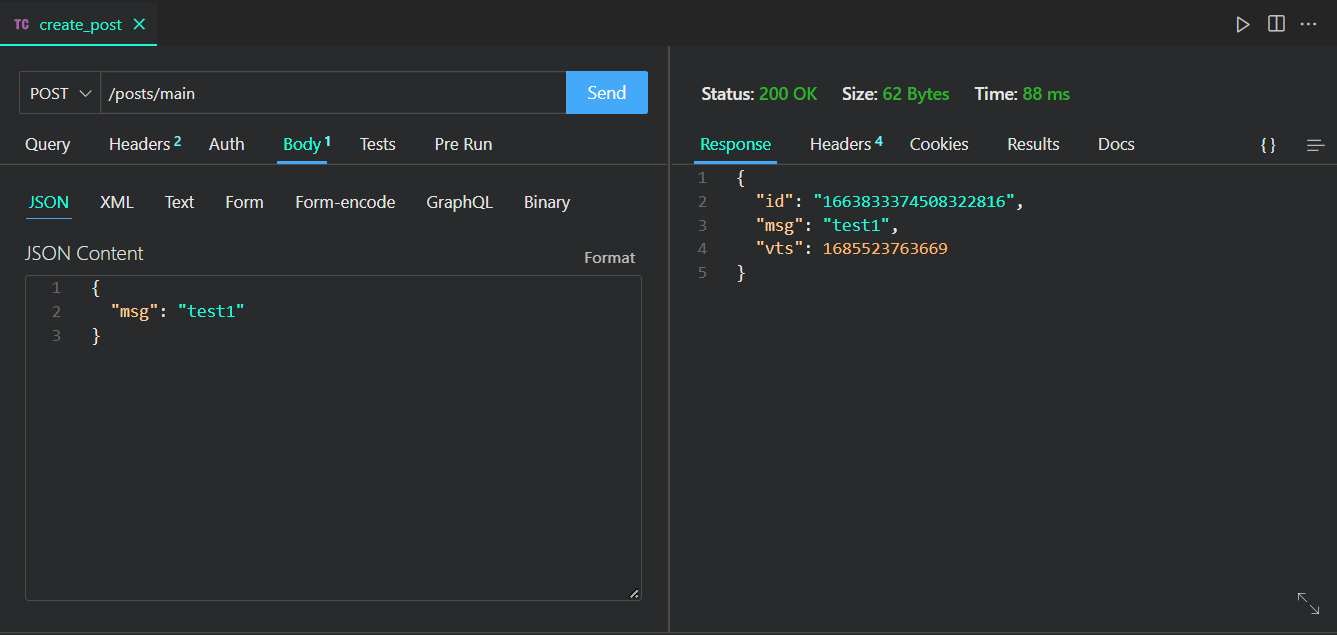 TC create_post
POST /posts/main Send
Query Headers 2 Auth Body 1 Tests Pre Run
JSON XML Text Form Form-encode GraphQL Binary
JSON Content
Format
1 {
2 "msg": "test1"
3 }
Status: 200 OK Size: 62 Bytes Time: 88 ms
Response Headers 4 Cookies Results Docs {}
1 {
2 "id": "1663833374508322816",
3 "msg": "test1",
4 "vts": 1685523763669
5 }